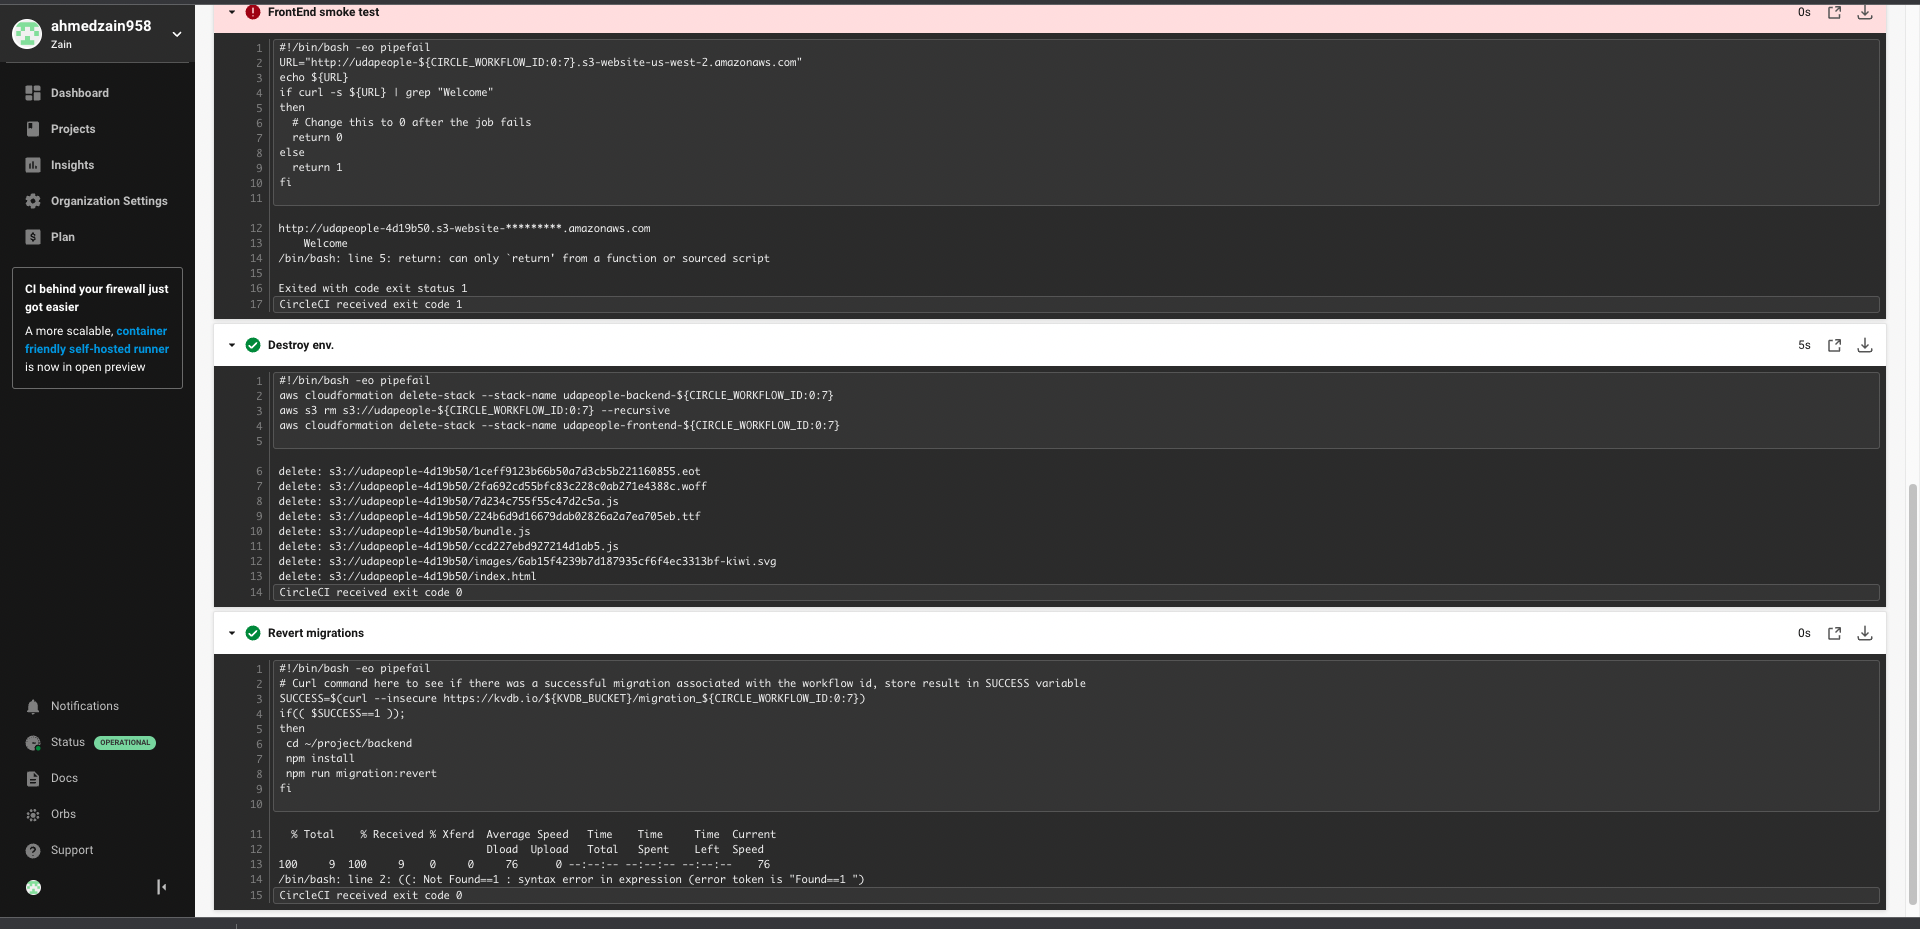 ahmedzain958
Zain
Dashboard
Projects
Insights
Organization Settings
Plan
CI behind your firewall just
got easier
A more scalable, container
friendly self-hosted runner
is now in open preview
Notifications
Status OPERATIONAL
Docs
Orbs
Support
FrontEnd smoke test 0s
1 #!/bin/bash -eo pipefail
2 URL="http://udapeople-${CIRCLE_WORKFLOW_ID:0:7}.s3-website-us-west-2.amazonaws.com"
3 echo ${URL}
4 if curl -s ${URL} | grep "Welcome"
5 then
6 # Change this to 0 after the job fails
7 return 0
8 else
9 return 1
10 fi
11
12 http://udapeople-4d19b50.s3-website-*********.amazonaws.com
13 Welcome
14 /bin/bash: line 5: return: can only `return' from a function or sourced script
15
16 Exited with code exit status 1
17 CircleCI received exit code 1
Destroy env. 5s
1 #!/bin/bash -eo pipefail
2 aws cloudformation delete-stack --stack-name udapeople-backend-${CIRCLE_WORKFLOW_ID:0:7}
3 aws s3 rm s3://udapeople-${CIRCLE_WORKFLOW_ID:0:7} --recursive
4 aws cloudformation delete-stack --stack-name udapeople-frontend-${CIRCLE_WORKFLOW_ID:0:7}
5
6 delete: s3://udapeople-4d19b50/1ceff9123b66b50a7d3cb5b221160855.eot
7 delete: s3://udapeople-4d19b50/2fa692cd55bfc83c228c0ab271e4388c.woff
8 delete: s3://udapeople-4d19b50/7d234c755f55c47d2c5a.js
9 delete: s3://udapeople-4d19b50/224b6d9d16679dab02826a2a7ea705eb.ttf
10 delete: s3://udapeople-4d19b50/bundle.js
11 delete: s3://udapeople-4d19b50/ccd227ebd927214d1ab5.js
12 delete: s3://udapeople-4d19b50/images/6ab15f4239b7d187935cf6f4ec3313bf-kiwi.svg
13 delete: s3://udapeople-4d19b50/index.html
14 CircleCI received exit code 0
Revert migrations 0s
1 #!/bin/bash -eo pipefail
2 # Curl command here to see if there was a successful migration associated with the workflow id, store result in SUCCESS variable
3 SUCCESS=$(curl --insecure https://kvdb.io/${KVDB_BUCKET}/migration_${CIRCLE_WORKFLOW_ID:0:7})
4 if(( $SUCCESS==1 ));
5 then
6 cd ~/project/backend
7 npm install
8 npm run migration:revert
9 fi
10
11 % Total % Received % Xferd Average Speed Time Time Time Current
12 Dload Upload Total Spent Left Speed
13 100 9 100 9 0 0 76 0 --:--:-- --:--:-- --:--:-- 76
14 /bin/bash: line 2: ((: Not Found==1 : syntax error in expression (error token is "Found==1 ")
15 CircleCI received exit code 0